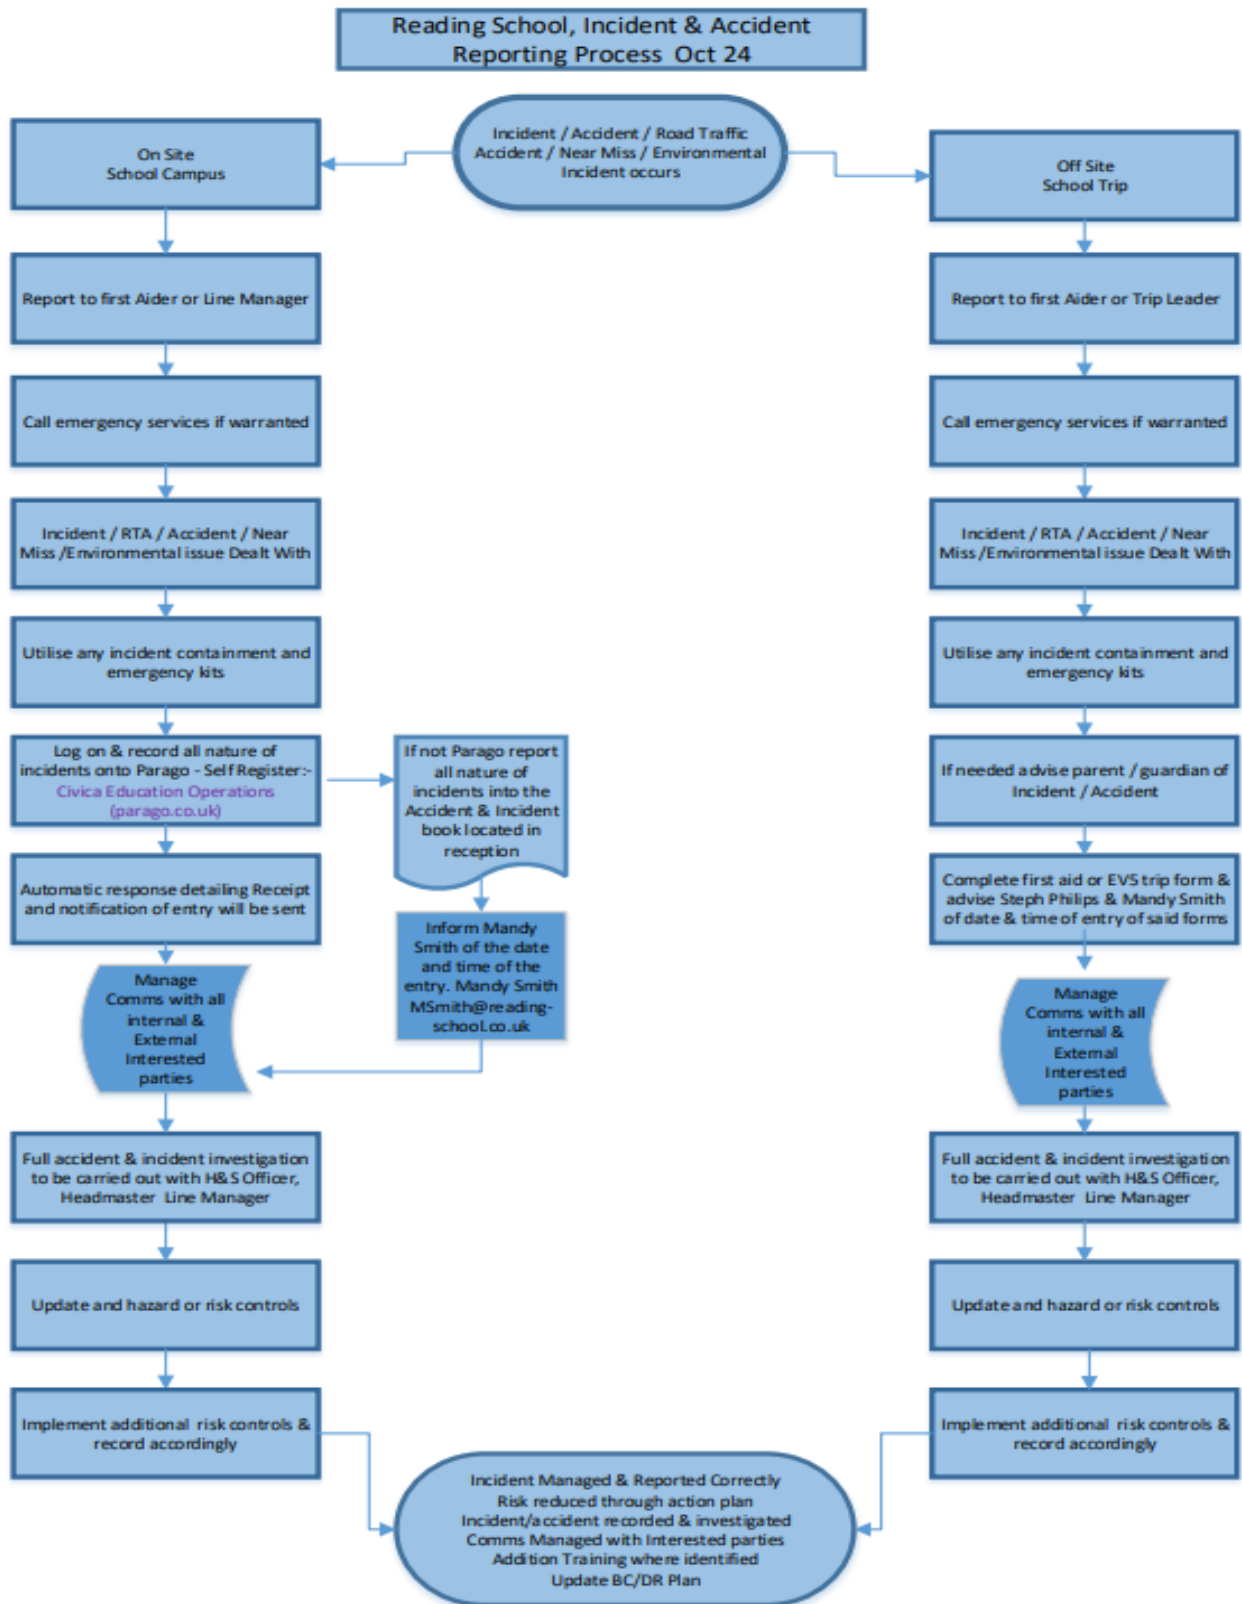 Reading School, Incident & Accident
Reporting Process  Oct 24
Incident / Accident / Road Traffic
Accident / Near Miss / Environmental
Incident occurs
On Site
School Campus
Report to first Aider or Line Manager
Call emergency services if warranted
Incident / RTA / Accident / Near
Miss /Environmental issue Dealt With
Utilise any incident containment and
emergency kits
Log on & record all nature of
incidents onto Parago - Self Register:-
Civica Education Operations
(parago.co.uk)
If not Parago report
all nature of
incidents into the
Accident & Incident
book located in
reception
Automatic response detailing Receipt
and notification of entry will be sent
Inform Mandy
Smith of the date
and time of the
entry. Mandy Smith
MSmith@reading-
school.co.uk
Manage
Comms with all
internal &
External
Interested
parties
Full accident & incident investigation
to be carried out with H&S Officer,
Headmaster  Line Manager
Update and hazard or risk controls
Implement additional risk controls &
record accordingly
Off Site
School Trip
Report to first Aider or Trip Leader
Call emergency services if warranted
Incident / RTA / Accident / Near
Miss /Environmental issue Dealt With
Utilise any incident containment and
emergency kits
If needed advise parent / guardian of
Incident / Accident
Complete first aid or EV5 trip form &
advise Steph Philips & Mandy Smith
of date & time of entry of said forms
Manage
Comms with all
internal &
External
Interested
parties
Full accident & incident investigation
to be carried out with H&S Officer,
Headmaster  Line Manager
Update and hazard or risk controls
Implement additional risk controls &
record accordingly
Incident Managed & Reported Correctly
Risk reduced through action plan
Incident/accident recorded & investigated
Comms Managed with Interested parties
Addition Training where identified
Update BC/DR Plan